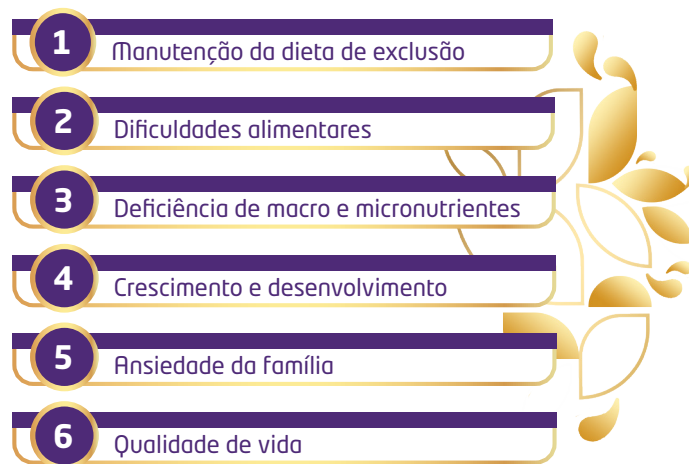 1 Manutenção da dieta de exclusão
2 Dificuldades alimentares
3 Deficiência de macro e micronutrientes
4 Crescimento e desenvolvimento
5 Ansiedade da família
6 Qualidade de vida